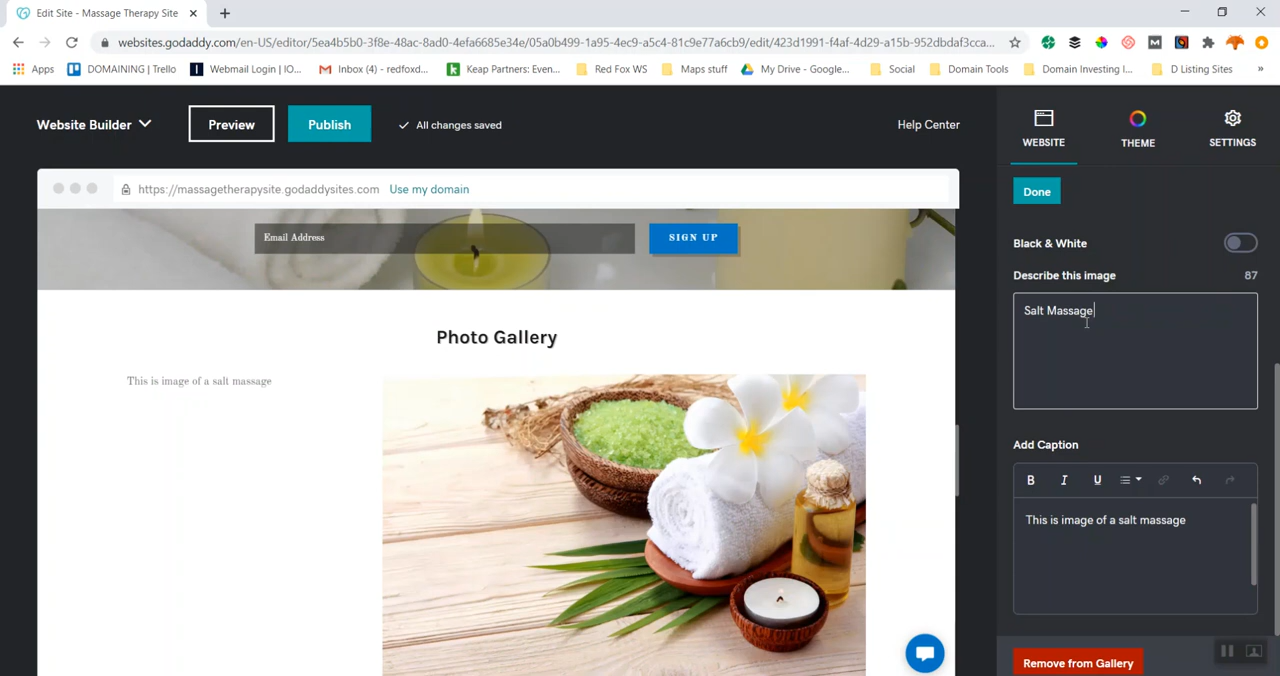 Edit Site - Massage Therapy Site
websites.godaddy.com/en-US/editor/5ea4b5b0-3f8e-48ac-8ad0-4efa6685e34e/05a0b499-1a95-4ec9-a5c4-81c9e77a6cb9/edit/423d1991-f4af-4d29-a15b-952dbdaf3cca...
Apps DOMAINING | Trello Webmail Login | IO... Inbox (4) - redfoxd... Keap Partners: Even... Red Fox WS Maps stuff My Drive - Google... Social Domain Tools Domain Investing I... D Listing Sites »
Website Builder Preview Publish All changes saved Help Center
WEBSITE THEME SETTINGS
https://massagetherapysite.godaddysites.com Use my domain
Done
Email Address SIGN UP
Black & White
Describe this image 87
Salt Massage
Photo Gallery
This is image of a salt massage
Add Caption
B I U
This is image of a salt massage
Remove from Gallery